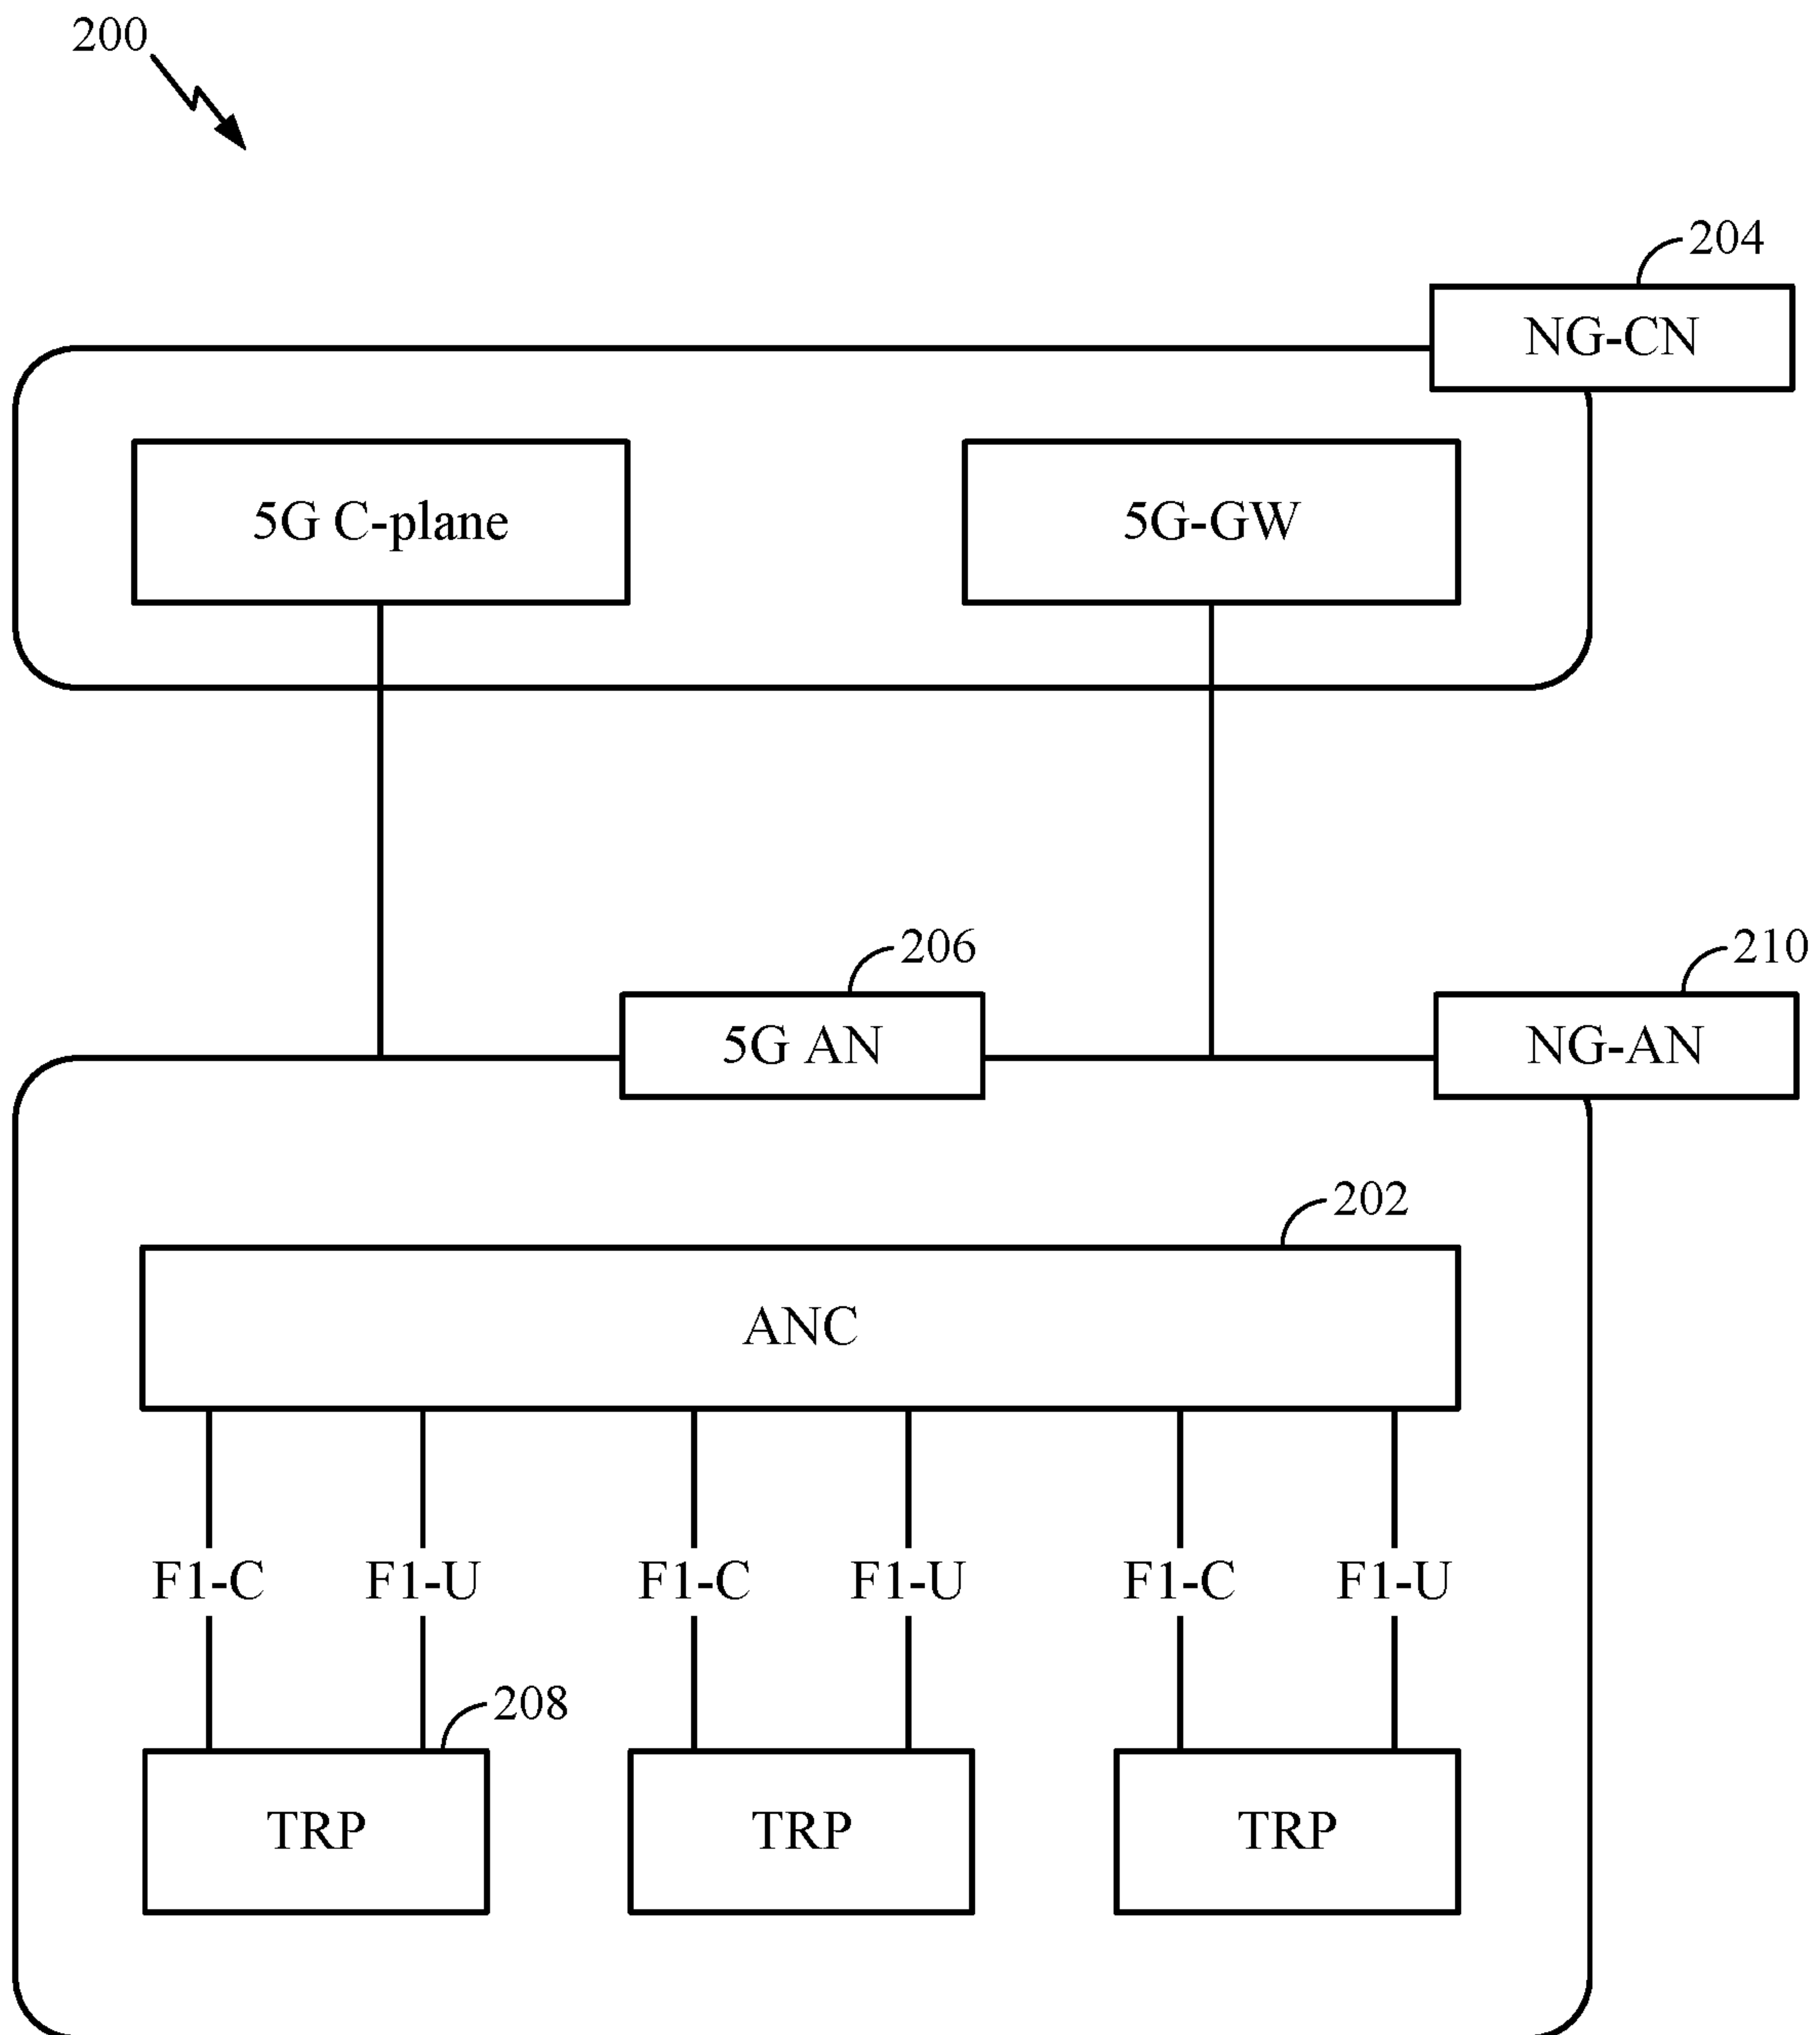 200
204
NG-CN
5G C-plane
5G-GW
206
210
5G AN
NG-AN
202
ANC
F1-C
F1-U
F1-C
F1-U
F1-C
F1-U
208
TRP
TRP
TRP